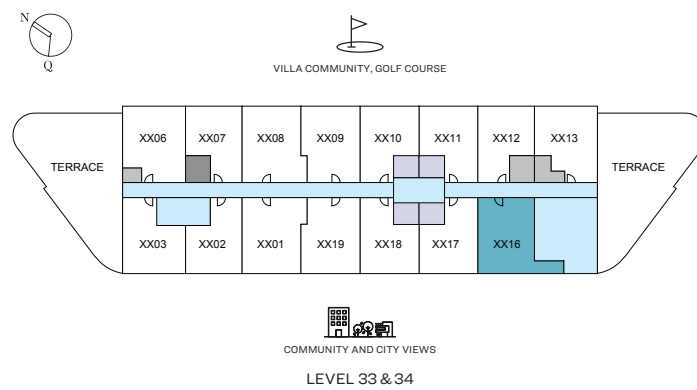 N
Q
VILLA COMMUNITY, GOLF COURSE
XX06 XX07 XX08 XX09 XX10 XX11 XX12 XX13
TERRACE TERRACE
XX03 XX02 XX01 XX19 XX18 XX17 XX16
COMMUNITY AND CITY VIEWS
LEVEL 33 & 34